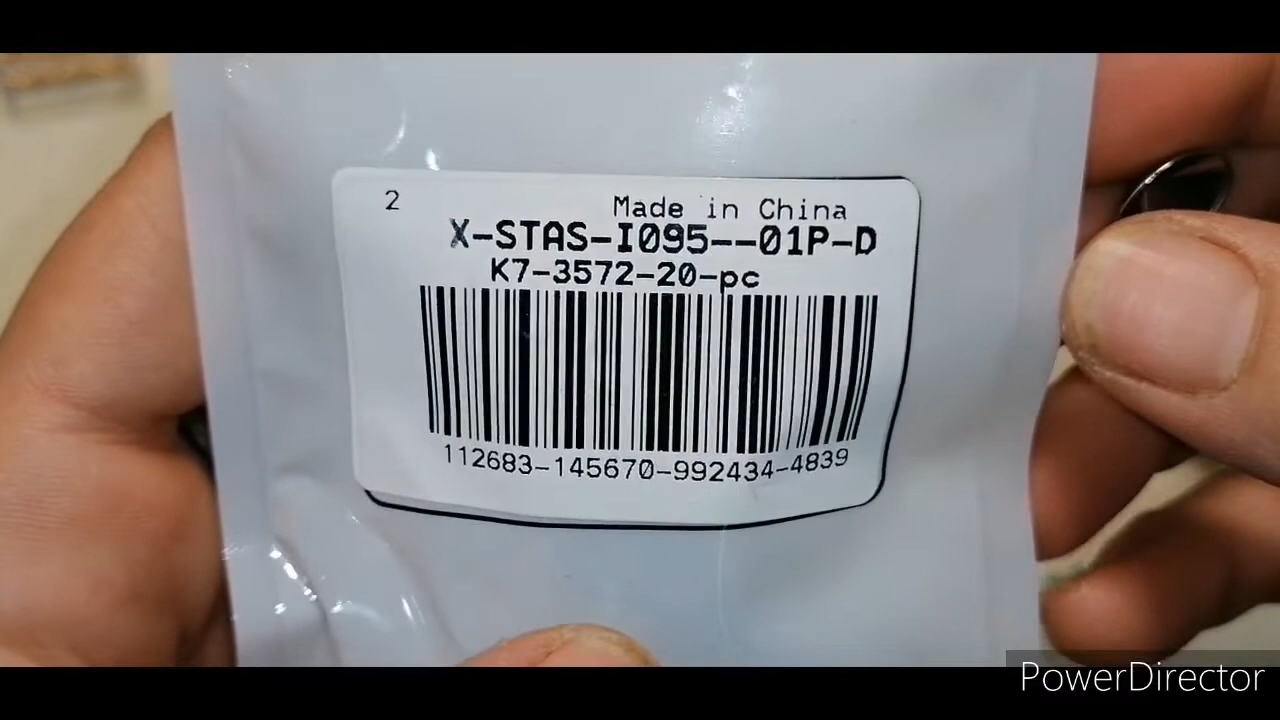 2
Made in China
X-STAS-I095--01P-D
K7-3572-20-pc
112683-145670-992434-4839
PowerDirector